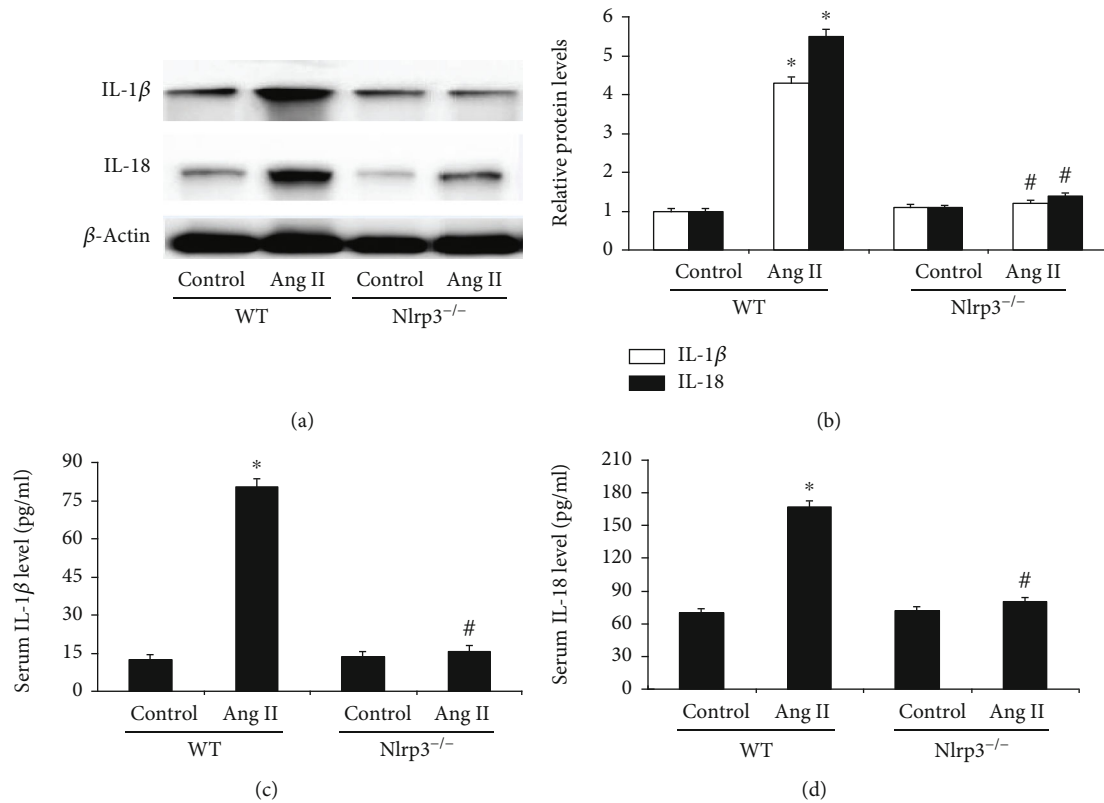 IL-1β
IL-18
β-Actin
Control Ang II Control Ang II
WT Nlrp3−/−
(a)
Relative protein levels
6
5
4
3
2
1
0
* *
# #
Control Ang II Control Ang II
WT Nlrp3−/−
IL-1β
IL-18
(b)
Serum IL-1β level (pg/ml)
90
75
45
30
15
0
*
#
Control Ang II Control Ang II
WT Nlrp3−/−
(c)
Serum IL-18 level (pg/ml)
210
180
150
120
90
60
30
0
*
#
Control Ang II Control Ang II
WT Nlrp3−/−
(d)